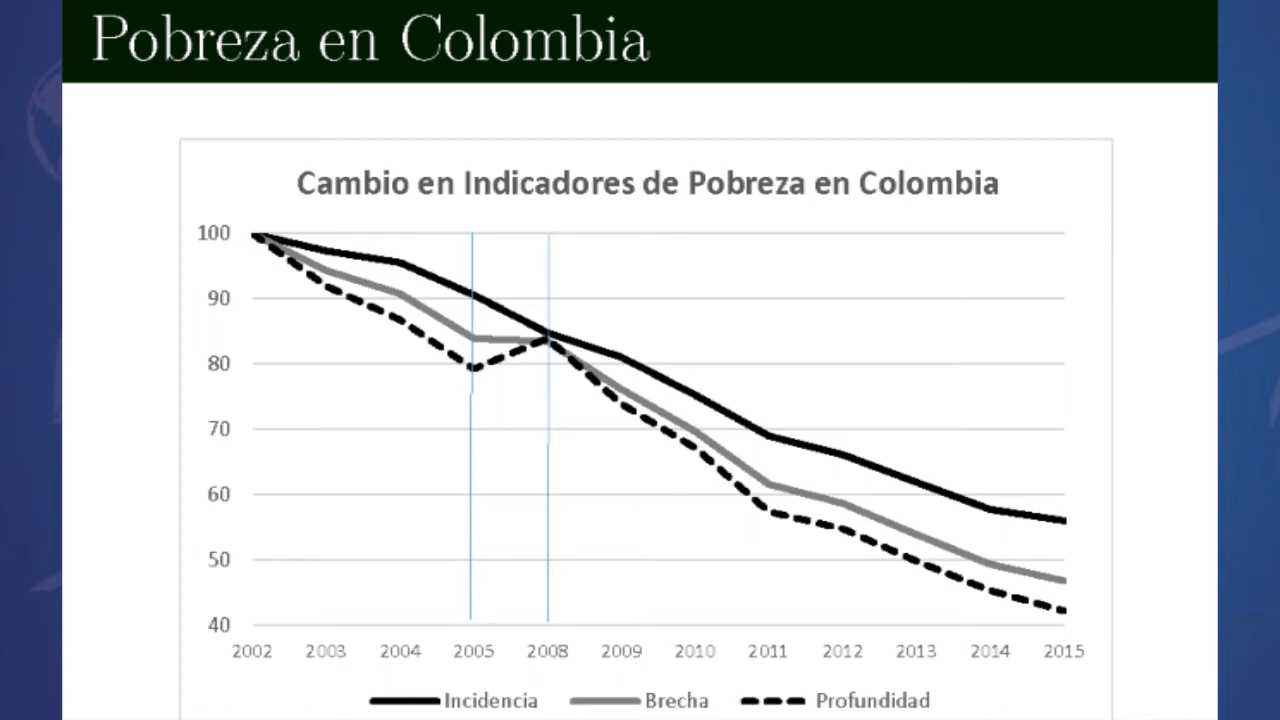 Pobreza en Colombia
Cambio en Indicadores de Pobreza en Colombia
100
90
80
70
60
50
40
2002 2003 2004 2005 2008 2009 2010 2011 2012 2013 2014 2015
Incidencia Brecha Profundidad